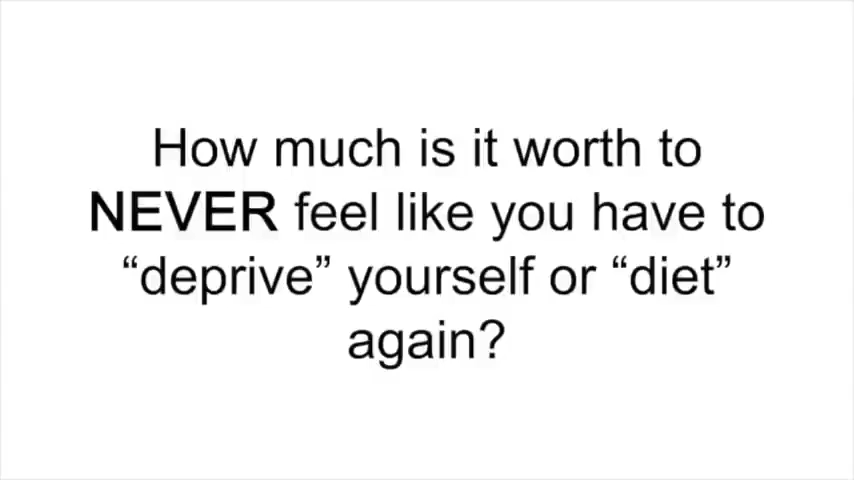 How much is it worth to
NEVER feel like you have to
“deprive” yourself or “diet”
again?